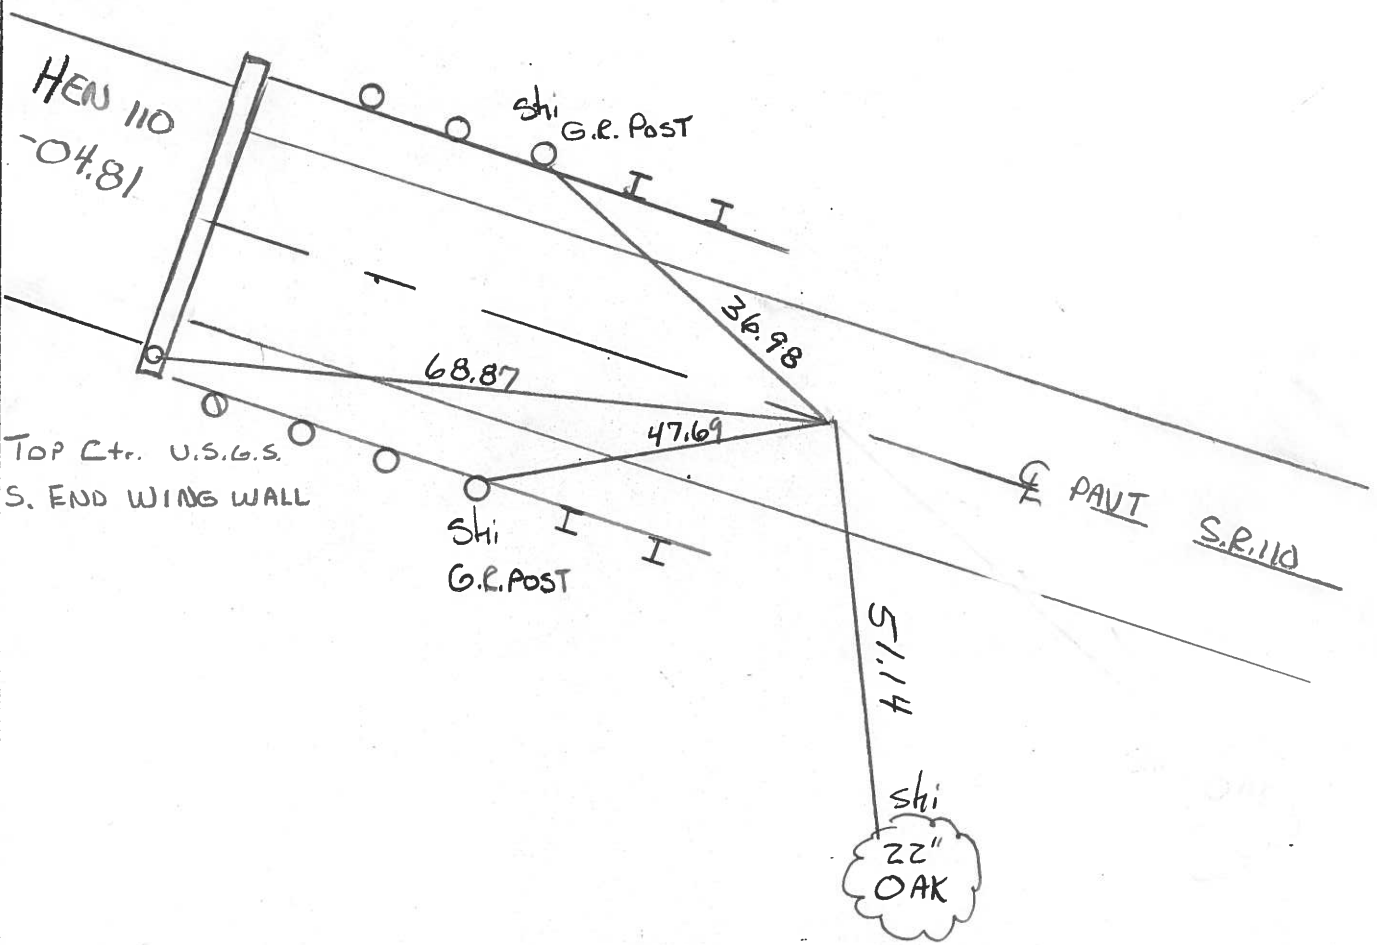 HEN 110
-04.81
Shi
G.R. POST
36.98
68.87
47.69
TOP Ctr. U.S.G.S.
S. END WING WALL
Shi
G.R. POST
℄ PAVT S.R.110
51.14
Shi
22"
OAK